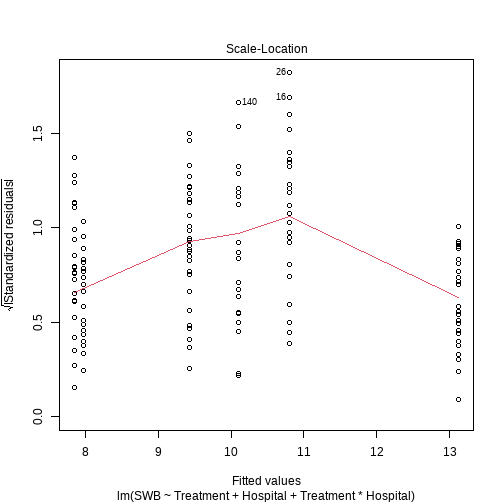 Scale-Location
26
16
140
1.5
1.0
0.5
0.0
√|Standardized residuals|
8 9 10 11 12 13
Fitted values
lm(SWB ~ Treatment + Hospital + Treatment * Hospital)